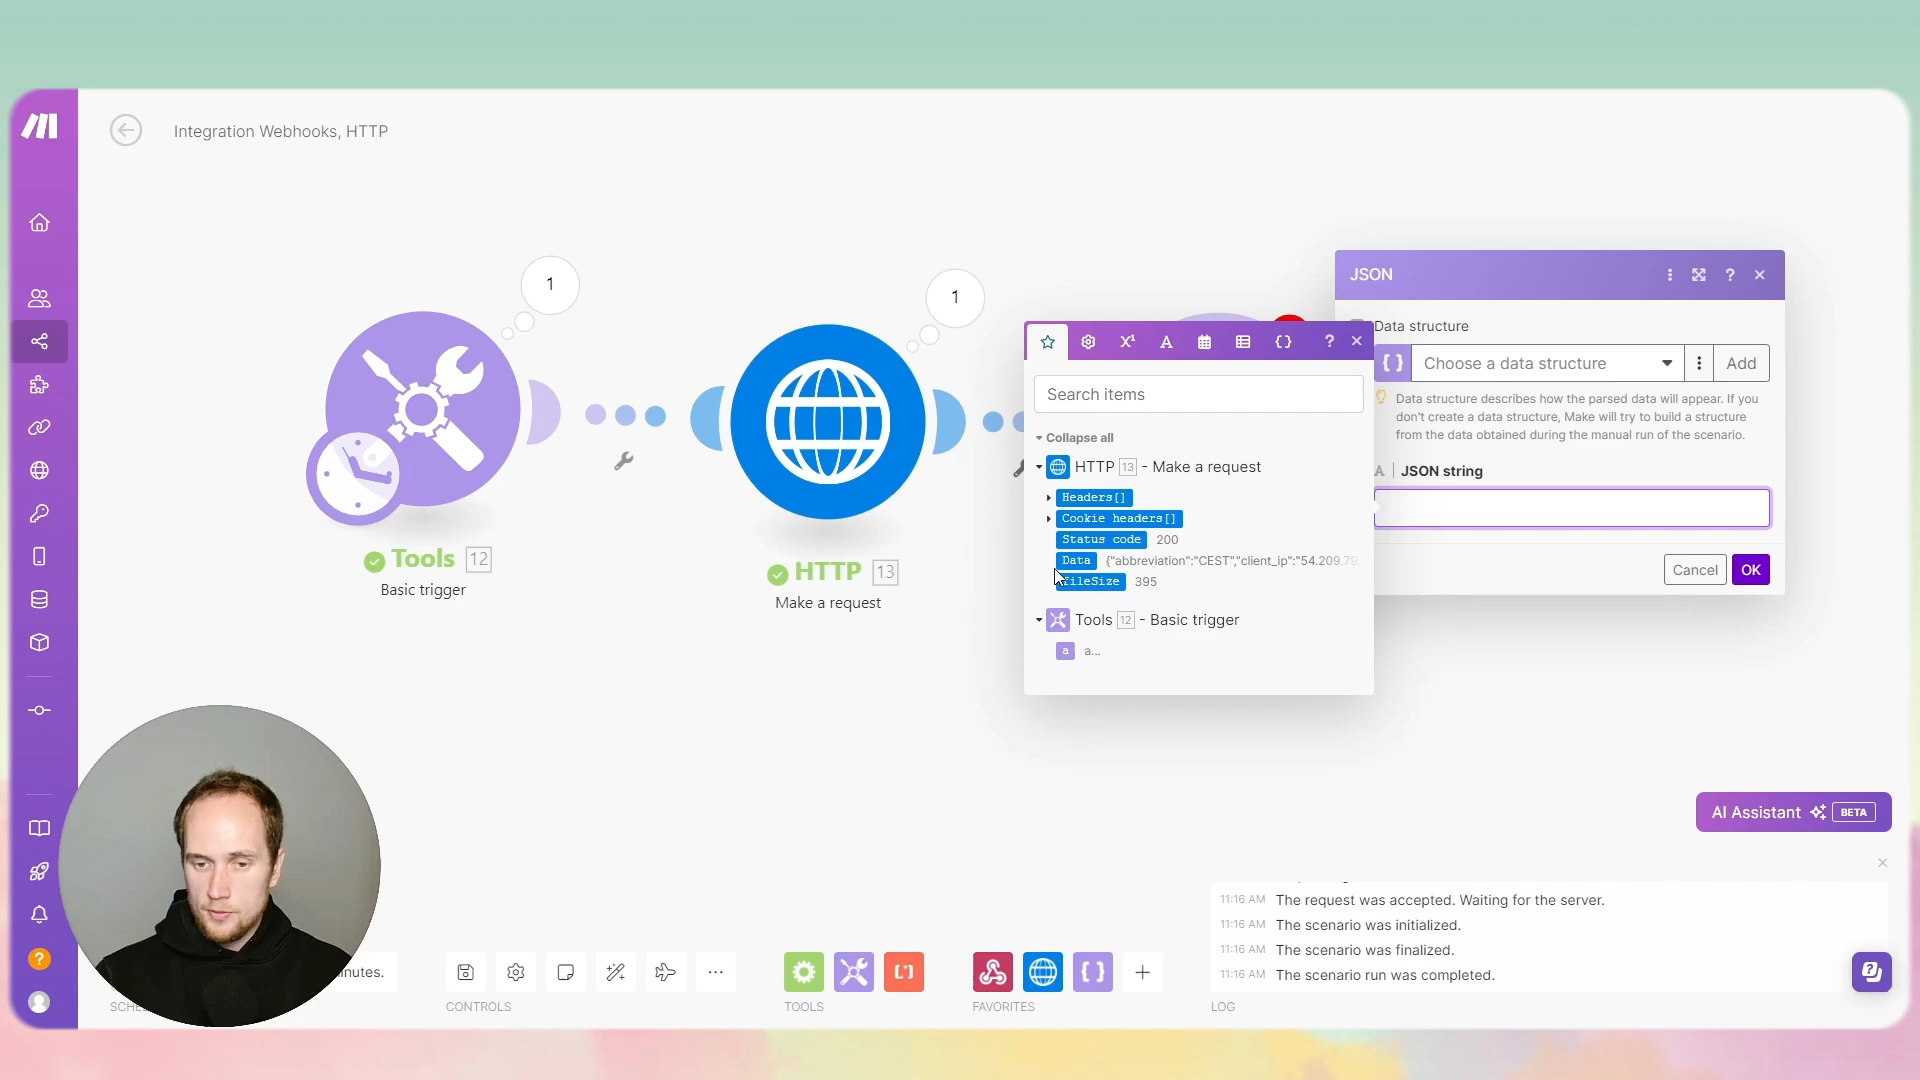 Integration Webhooks, HTTP
1
1
Tools 12
Basic trigger
HTTP 13
Make a request
Search items
Collapse all
HTTP 13 - Make a request
Headers[]
Cookie headers[]
Status code 200
Data {"abbreviation":"CEST","client_ip":"54.209.79.
fileSize 395
Tools 12 - Basic trigger
a a...
JSON
Data structure
Choose a data structure
Add
Data structure describes how the parsed data will appear. If you
don't create a data structure, Make will try to build a structure
from the data obtained during the manual run of the scenario.
A JSON string
Cancel OK
AI Assistant BETA
11:16 AM The request was accepted. Waiting for the server.
11:16 AM The scenario was initialized.
11:16 AM The scenario was finalized.
11:16 AM The scenario run was completed.
CONTROLS
TOOLS
FAVORITES
LOG